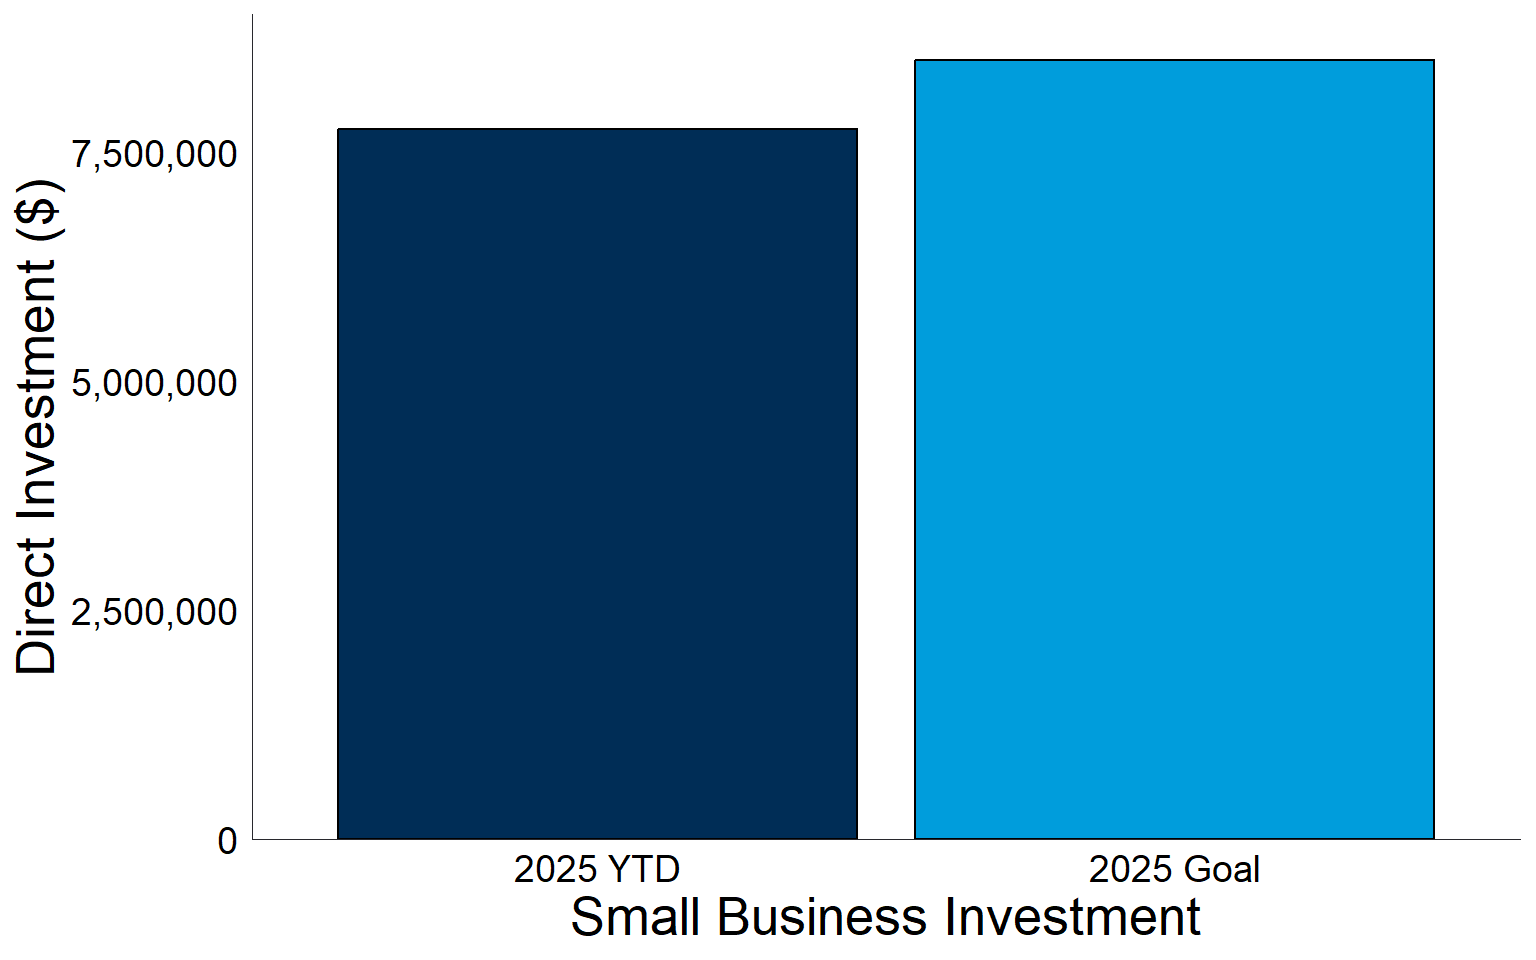 Direct Investment ($)
7,500,000
5,000,000
2,500,000
0
2025 YTD
2025 Goal
Small Business Investment